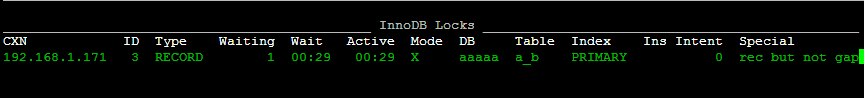 InnoDB Locks
CXN ID Type Waiting Wait Active Mode DB Table Index Ins Intent Special
192.168.1.171 3 RECORD 1 00:29 00:29 X aaaaa a_b PRIMARY 0 rec but not gap